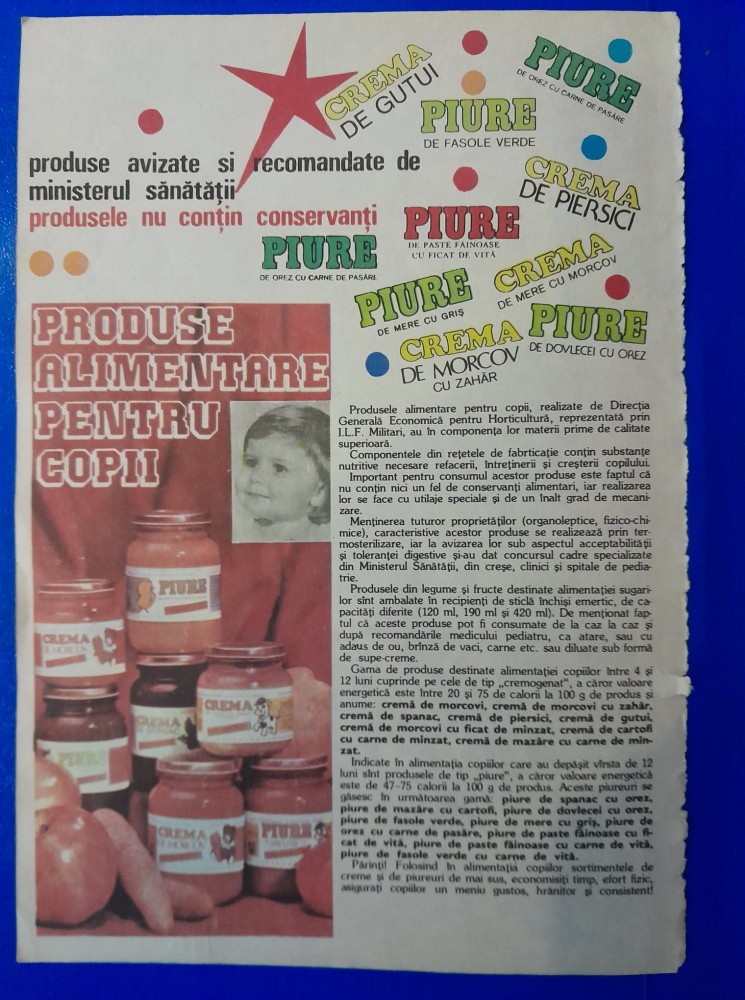 CREMA
DE GUTUI
PIURE
DE OREZ CU CARNE DE PASĂRE
PIURE
DE FASOLE VERDE
produse avizate si recomandate de
ministerul sănătății
produsele nu conțin conservanți
CREMA
DE PIERSICI
PIURE
DE PASTE FĂINOASE
CU FICAT DE VITĂ
PIURE
DE OREZ CU CARNE DE PASĂRE
CREMA
DE MERE CU MORCOV
PIURE
DE MERE CU GRIȘ
PIURE
DE DOVLECEI CU OREZ
CREMA
DE MORCOV
CU ZAHĂR
PRODUSE
ALIMENTARE
PENTRU
COPII
PIURE
CREMA
DE MORCOV
CREMA
DE SPANAC
CREMA
PIURE
CREMA
DE MORCOV
PIURE
Produsele alimentare pentru copii, realizate de Direcția
Generală Economică pentru Horticultură, reprezentată prin
I.L.F. Militari, au în componența lor materii prime de calitate
superioară.
Componentele din rețetele de fabrticație conțin substanțe
nutritive necesare refacerii, întreținerii și creșterii copilului.
Important pentru consumul acestor produse este faptul că
nu conțin nici un fel de conservanți alimentari, iar realizarea
lor se face cu utilaje speciale și de un înalt grad de mecani-
zare.
Menținerea tuturor proprietăților (organoleptice, fizico-chi-
mice), caracteristive acestor produse se realizează prin ter-
mosterilizare, iar la avizarea lor sub aspectul acceptabilității
și toleranței digestive și-au dat concursul cadre specializate
din Ministerul Sănătății, din creșe, clinici și spitale de pedia-
trie.
Produsele din legume și fructe destinate alimentației sugari-
lor sînt ambalate în recipienți de sticlă închiși emertic, de ca-
pacități diferite (120 ml, 190 ml și 420 ml). De menționat fap-
tul că aceste produse pot fi consumate de la caz la caz și
după recomandările medicului pediatru, ca atare, sau cu
adaus de ou, brînză de vaci, carne etc. sau diluate sub formă
de supe-creme.
Gama de produse destinate alimentației copiilor între 4 și
12 luni cuprinde pe cele de tip „cremogenat”, a căror valoare
energetică este între 20 și 75 de calorii la 100 g de produs și
anume: cremă de morcovi, cremă de morcovi cu zahăr,
cremă de spanac, cremă de piersici, cremă de gutui,
cremă de morcovi cu ficat de mînzat, cremă de cartofi
cu carne de mînzat, cremă de mazăre cu carne de mîn-
zat.
Indicate în alimentația copiilor care au depășit vîrsta de 12
luni sînt produsele de tip „piure”, a căror valoare energetică
este de 47-75 calorii la 100 g de produs. Aceste piureuri se
găsesc în următoarea gamă: piure de spanac cu orez,
piure de mazăre cu cartofi, piure de dovlecei cu orez,
piure de fasole verde, piure de mere cu griș, piure de
orez cu carne de pasăre, piure de paste făinoase cu fi-
cat de vită, piure de paste făinoase cu carne de vită,
piure de fasole verde cu carne de vită.
Părinți! Folosind în alimentația copiilor sortimentele de
creme și de piureuri de mai sus, economisiți timp, efort fizic,
asigurați copiilor un meniu gustos, hrănitor și consistent!